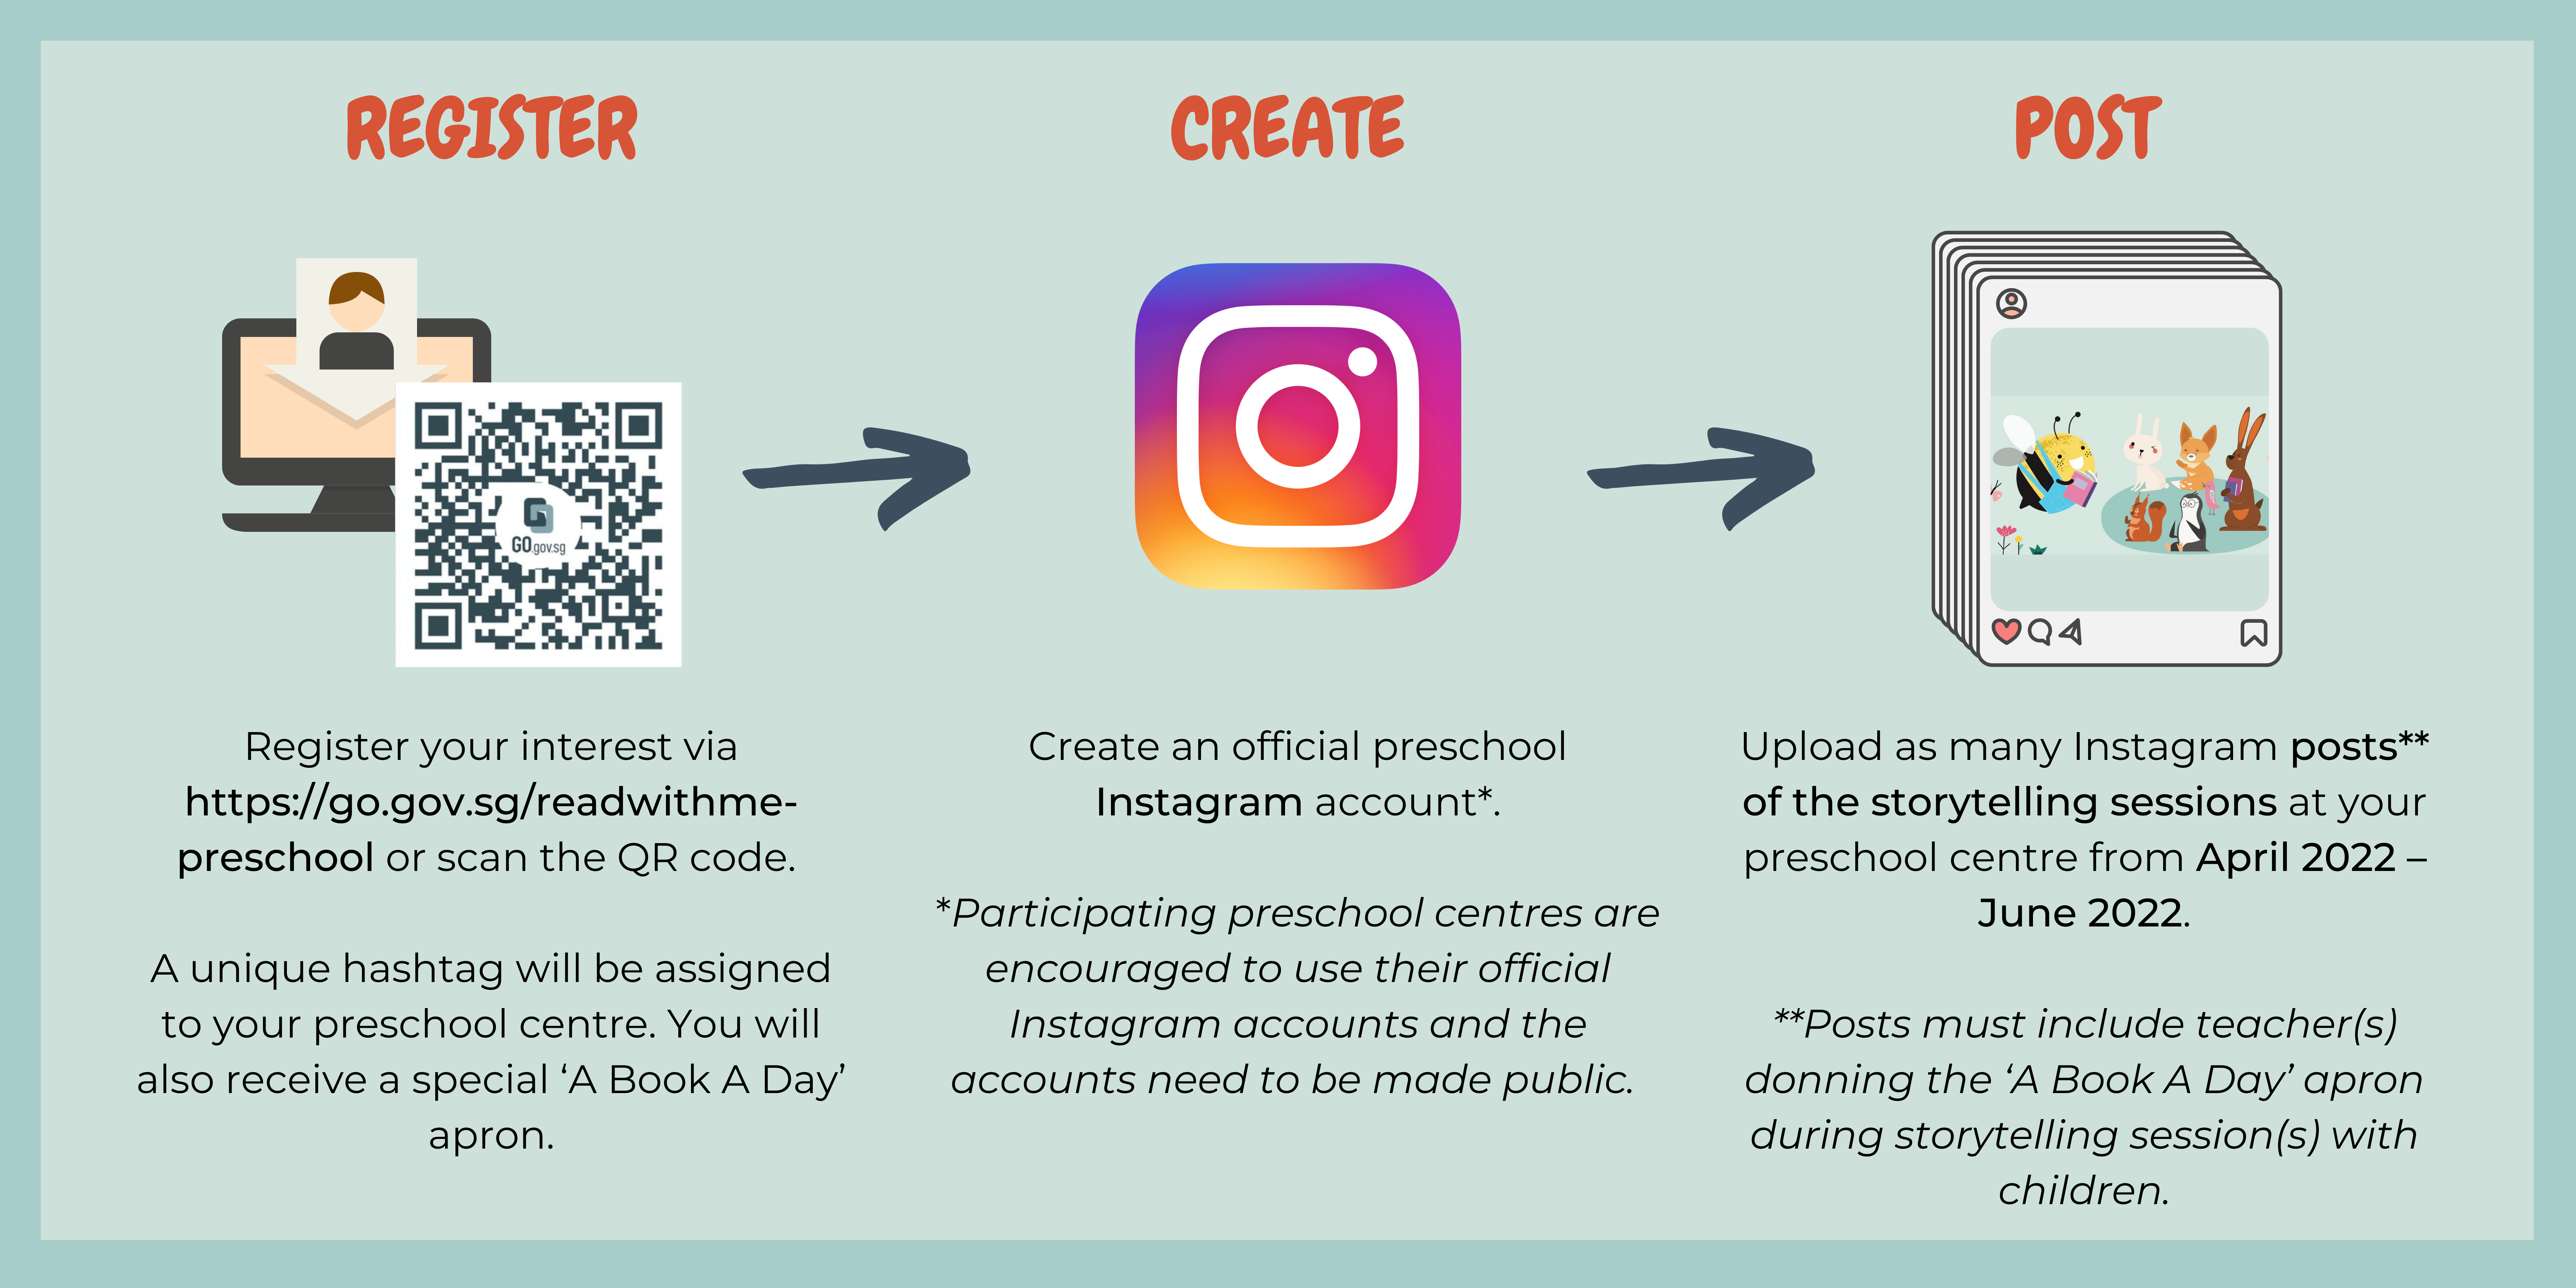 REGISTER
GO.gov.sg
Register your interest via
https://go.gov.sg/readwithme-
preschool or scan the QR code.
A unique hashtag will be assigned
to your preschool centre. You will
also receive a special ‘A Book A Day’
apron.
CREATE
Create an official preschool
Instagram account*.
*Participating preschool centres are
encouraged to use their official
Instagram accounts and the
accounts need to be made public.
POST
Upload as many Instagram posts**
of the storytelling sessions at your
preschool centre from April 2022 –
June 2022.
**Posts must include teacher(s)
donning the ‘A Book A Day’ apron
during storytelling session(s) with
children.